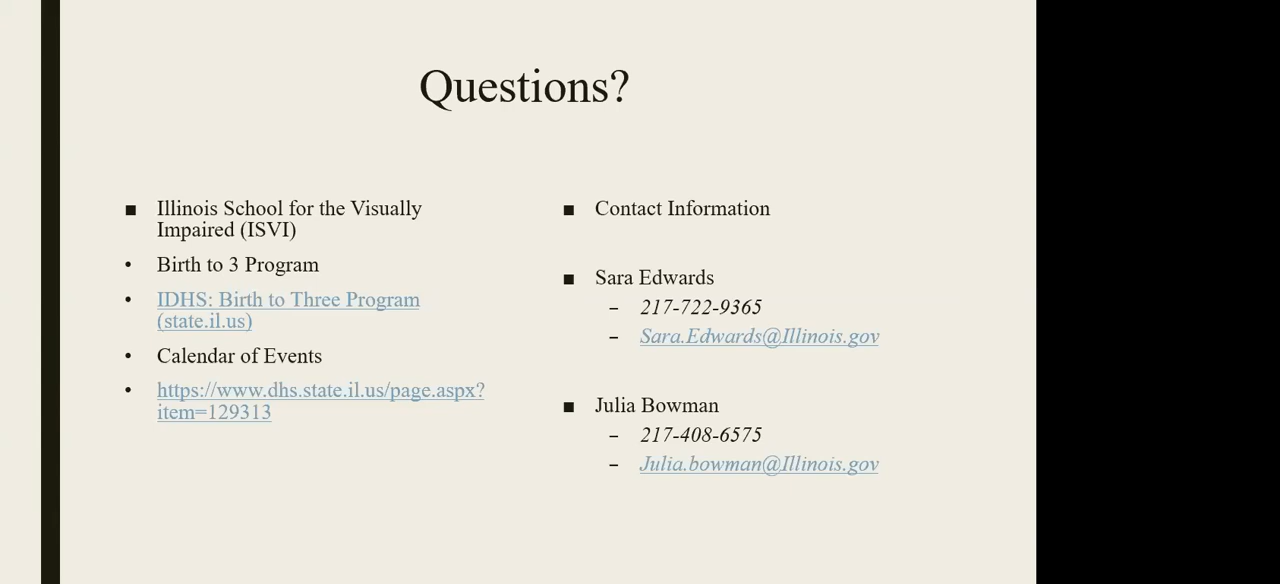 Questions?
■ Illinois School for the Visually
Impaired (ISVI)
• Birth to 3 Program
• IDHS: Birth to Three Program
(state.il.us)
• Calendar of Events
• https://www.dhs.state.il.us/page.aspx?
item=129313
■ Contact Information
■ Sara Edwards
– 217-722-9365
– Sara.Edwards@Illinois.gov
■ Julia Bowman
– 217-408-6575
– Julia.bowman@Illinois.gov